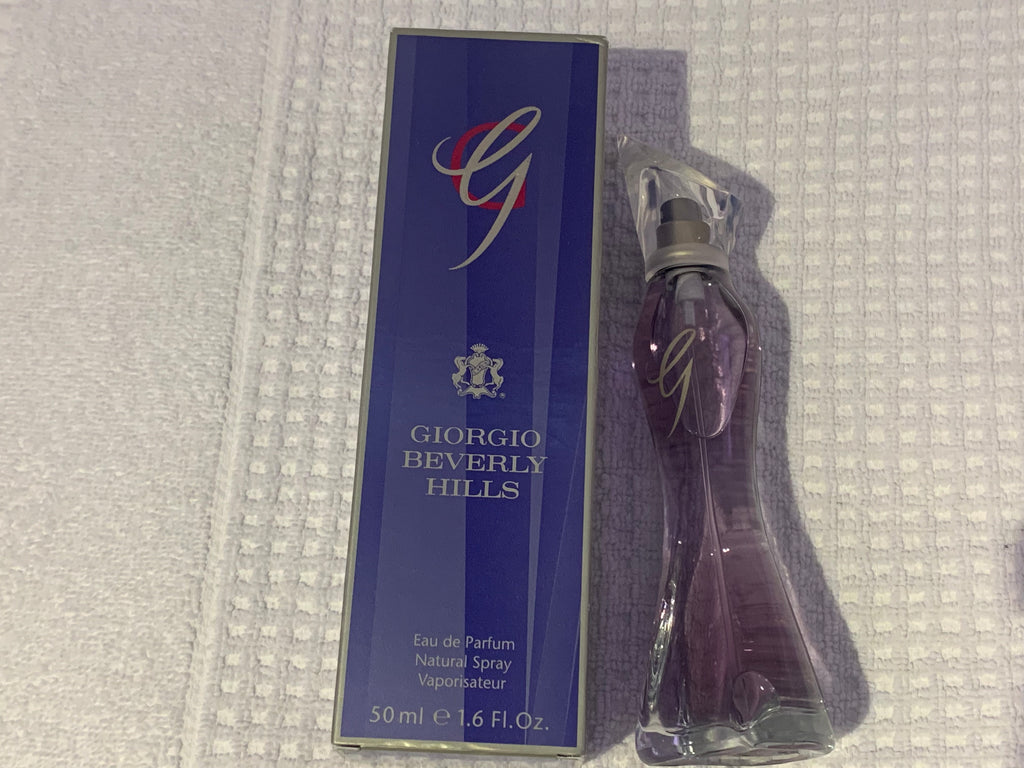 G
GIORGIO
BEVERLY
HILLS
Eau de Parfum
Natural Spray
Vaporisateur
50 ml ℮ 1.6 Fl.Oz.
G